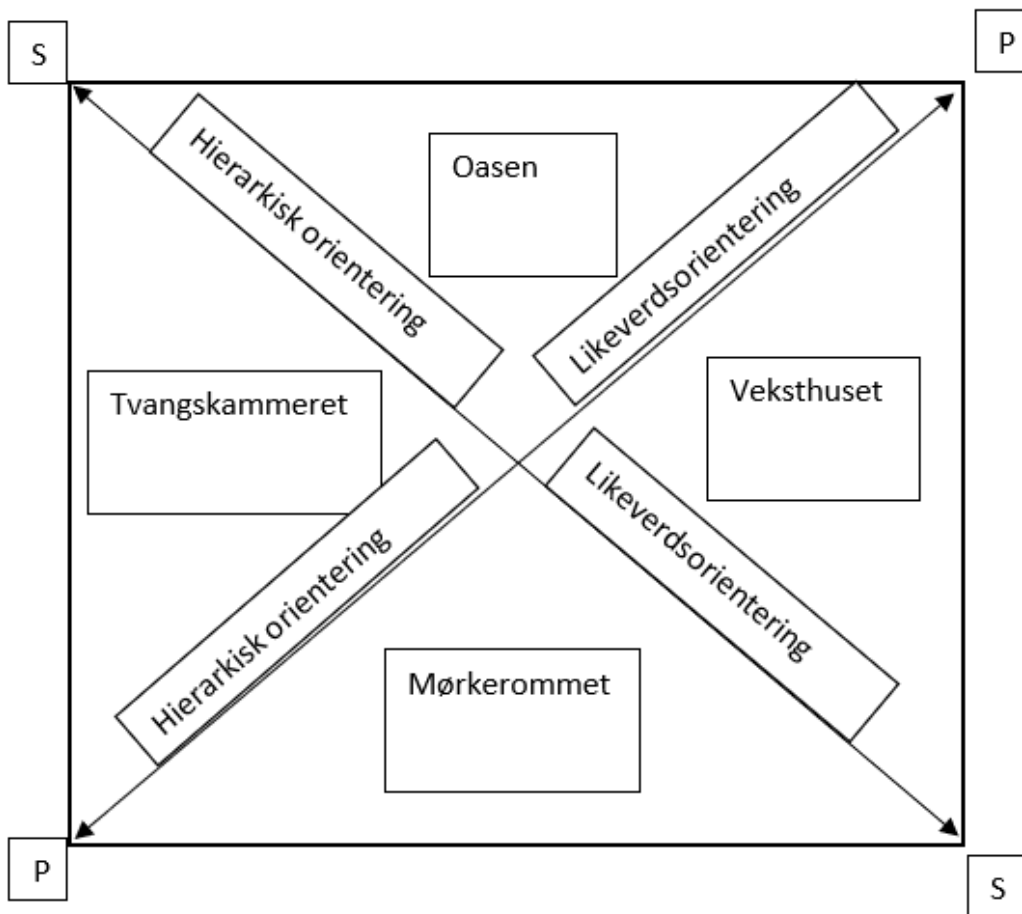 S
P
Hierarkisk orientering
Oasen
Likeverdsorientering
Tvangskammeret
Veksthuset
Hierarkisk orientering
Likeverdsorientering
Mørkerommet
P
S